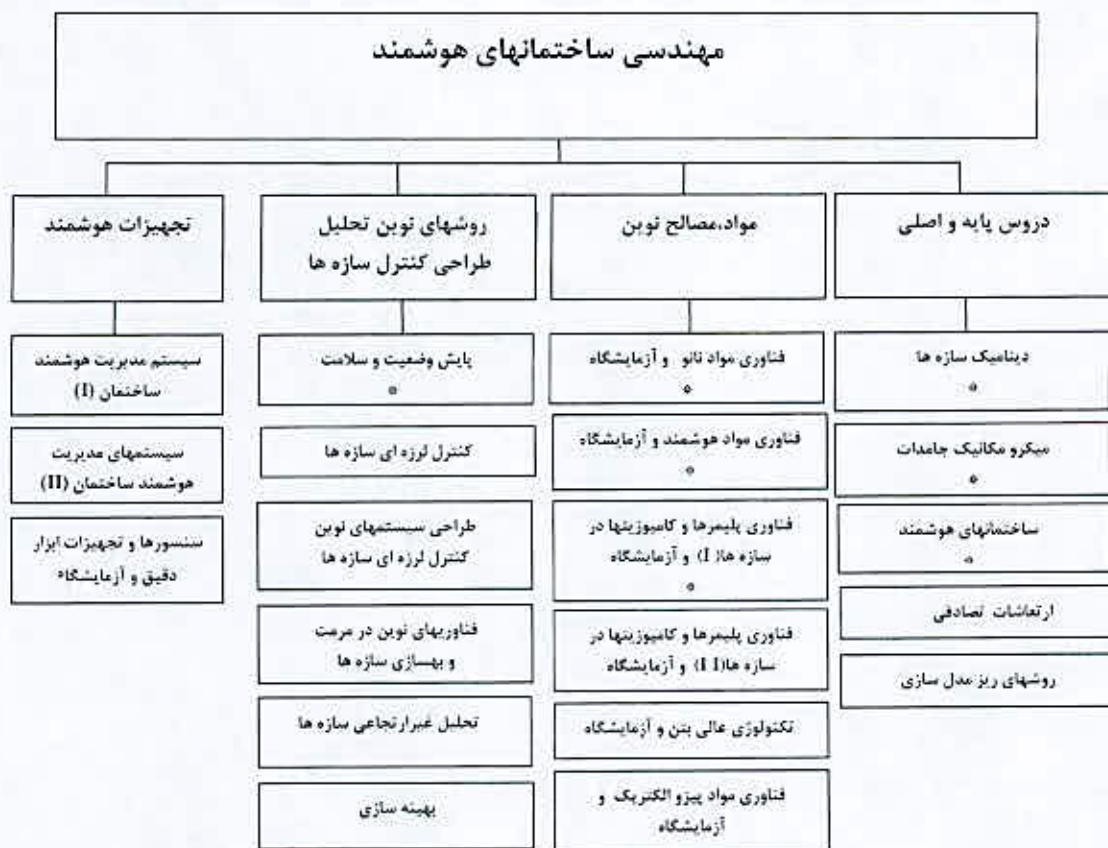 مهندسی ساختمانهای هوشمند
دروس پایه و اصلی
دینامیک سازه ها
*
میکرو مکانیک جامدات
*
ساختمانهای هوشمند
*
ارتعاشات تصادفی
روشهای ریز مدل سازی
مواد،مصالح نوین
فناوری مواد نانو و آزمایشگاه
*
فناوری مواد هوشمند و آزمایشگاه
*
فناوری پلیمرها و کامپوزیتها در
سازه ها(I) و آزمایشگاه
*
فناوری پلیمرها و کامپوزیتها در
سازه ها(II) و آزمایشگاه
تکنولوژی عالی بتن و آزمایشگاه
فناوری مواد پیزو الکتریک و
آزمایشگاه
روشهای نوین تحلیل
طراحی کنترل سازه ها
پایش وضعیت و سلامت
*
کنترل لرزه ای سازه ها
طراحی سیستمهای نوین
کنترل لرزه ای سازه ها
فناوریهای نوین در مرمت
و بهسازی سازه ها
تحلیل غیرارتجاعی سازه ها
بهینه سازی
تجهیزات هوشمند
سیستم مدیریت هوشمند
ساختمان (I)
سیستمهای مدیریت
هوشمند ساختمان (II)
سنسورها و تجهیزات ابزار
دقیق و آزمایشگاه*